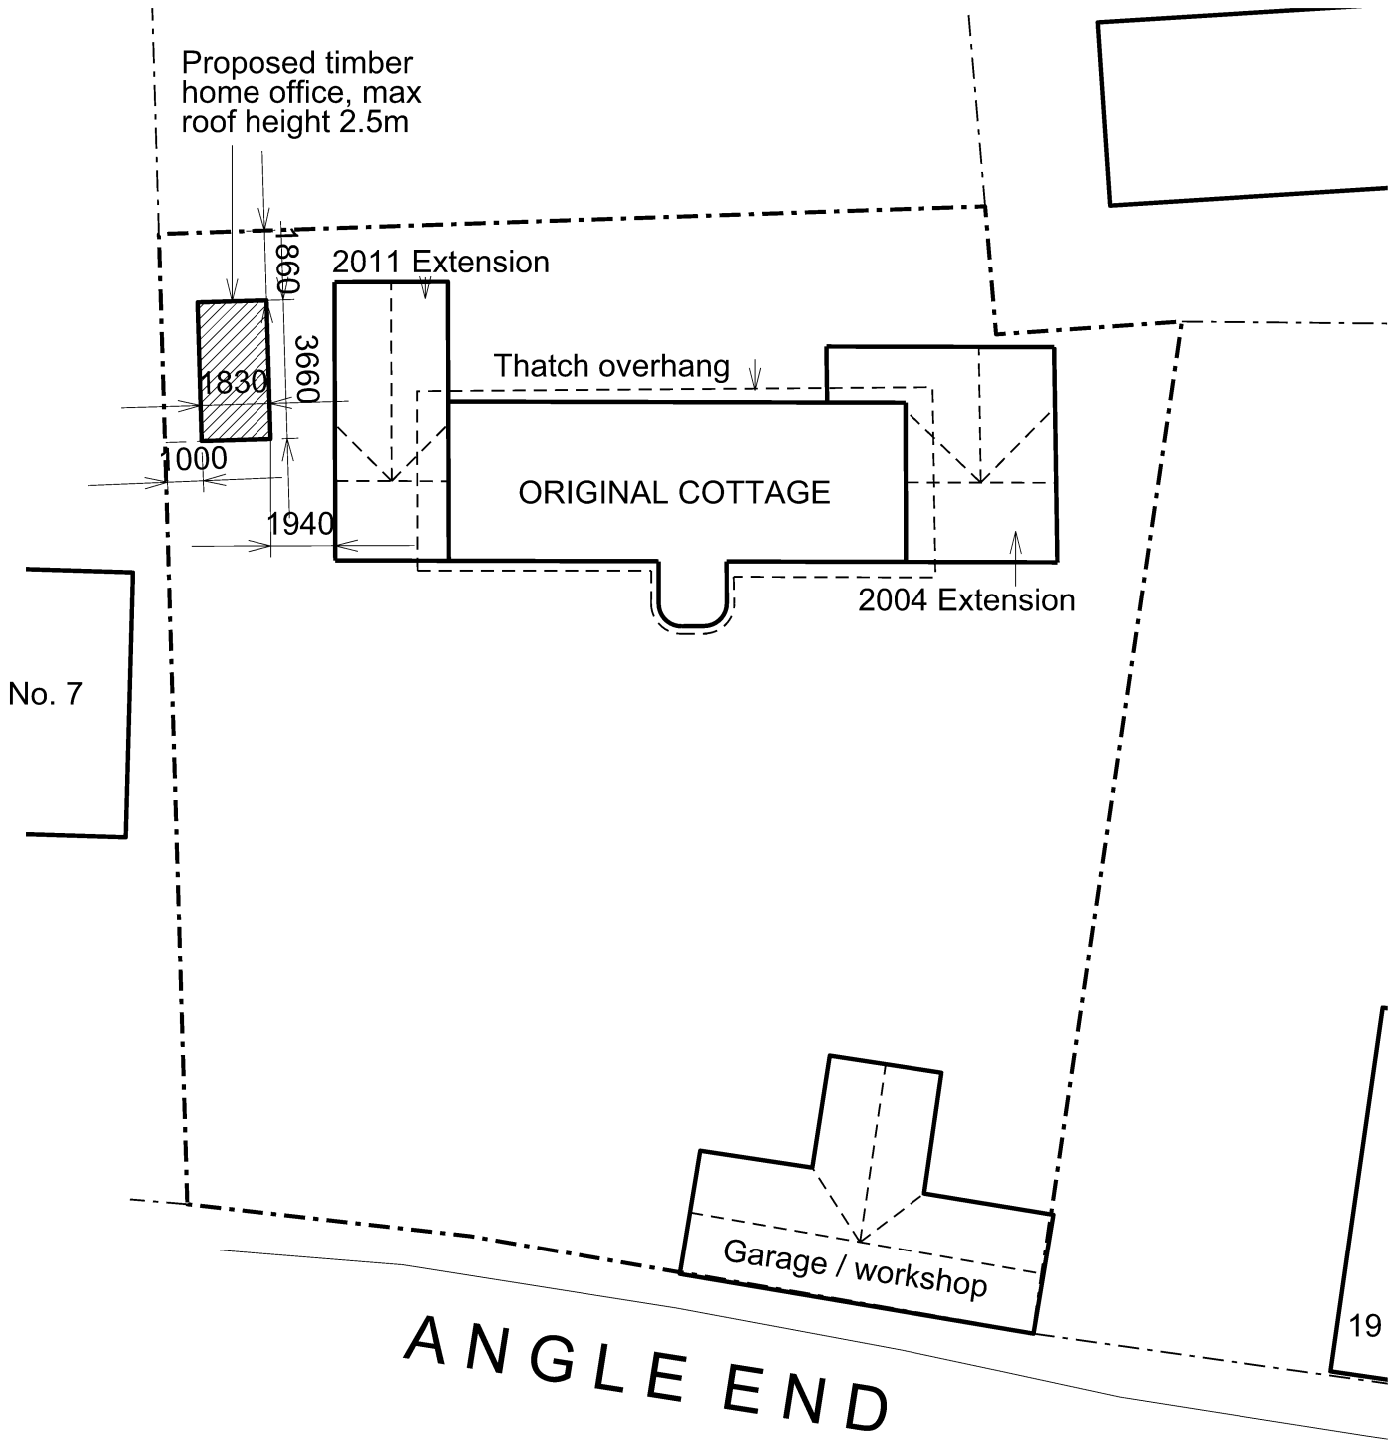 Proposed timber
home office, max
roof height 2.5m
1860
2011 Extension
3660
Thatch overhang
1830
1000
ORIGINAL COTTAGE
1940
2004 Extension
No. 7
Garage / workshop
19
ANGLE END